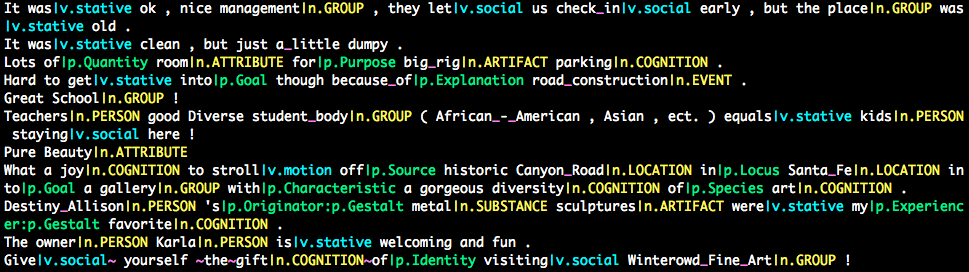 It was|v.stative ok , nice management|n.GROUP , they let|v.social us check_in|v.social early , but the place|n.GROUP was
|v.stative old .
It was|v.stative clean , but just a_little dumpy .
Lots of|p.Quantity room|n.ATTRIBUTE for|p.Purpose big_rig|n.ARTIFACT parking|n.COGNITION .
Hard to get|v.stative into|p.Goal though because_of|p.Explanation road_construction|n.EVENT .
Great School|n.GROUP !
Teachers|n.PERSON good Diverse student_body|n.GROUP ( African_-_American , Asian , ect. ) equals|v.stative kids|n.PERSON
staying|v.social here !
Pure Beauty|n.ATTRIBUTE
What a joy|n.COGNITION to stroll|v.motion off|p.Source historic Canyon_Road|n.LOCATION in|p.Locus Santa_Fe|n.LOCATION in
to|p.Goal a gallery|n.GROUP with|p.Characteristic a gorgeous diversity|n.COGNITION of|p.Species art|n.COGNITION .
Destiny_Allison|n.PERSON 's|p.Originator:p.Gestalt metal|n.SUBSTANCE sculptures|n.ARTIFACT were|v.stative my|p.Experienc
er:p.Gestalt favorite|n.COGNITION .
The owner|n.PERSON Karla|n.PERSON is|v.stative welcoming and fun .
Give|v.social~ yourself ~the~gift|n.COGNITION~of|p.Identity visiting|v.social Winterowd_Fine_Art|n.GROUP !